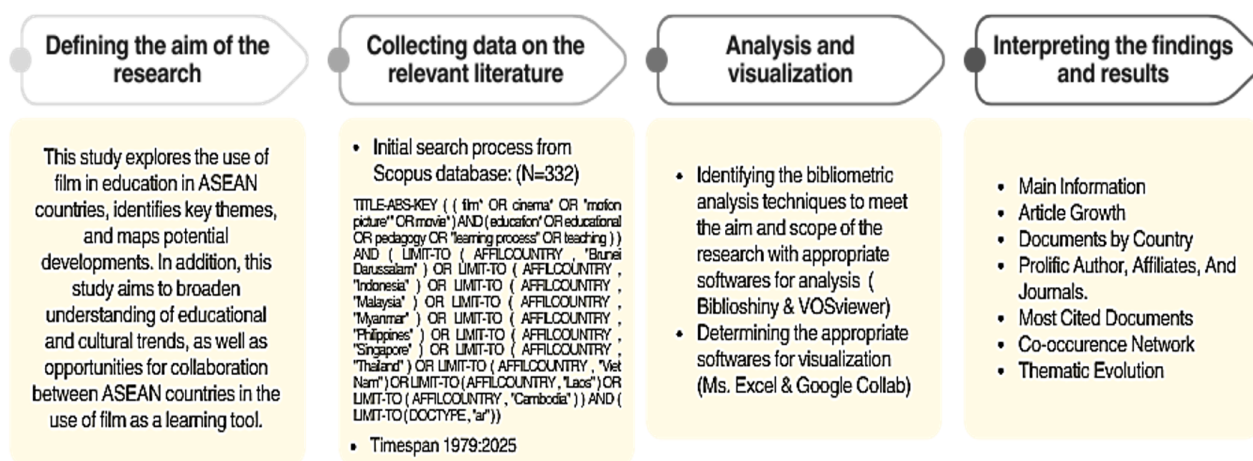 Defining the aim of the
research
This study explores the use of
film in education in ASEAN
countries, identifies key themes,
and maps potential
developments. In addition, this
study aims to broaden
understanding of educational
and cultural trends, as well as
opportunities for collaboration
between ASEAN countries in the
use of film as a learning tool.
Collecting data on the
relevant literature
• Initial search process from
Scopus database: (N=332)
TITLE-ABS-KEY ( ( film* OR cinema* OR "motion
picture*" OR movie* ) AND ( education* OR educational
OR pedagogy OR "learning process" OR teaching ) )
AND ( LIMIT-TO ( AFFILCOUNTRY , "Brunei
Darussalam" ) OR LIMIT-TO ( AFFILCOUNTRY ,
"Indonesia" ) OR LIMIT-TO ( AFFILCOUNTRY ,
"Malaysia" ) OR LIMIT-TO ( AFFILCOUNTRY ,
"Myanmar" ) OR LIMIT-TO ( AFFILCOUNTRY ,
"Philippines" ) OR LIMIT-TO ( AFFILCOUNTRY ,
"Singapore" ) OR LIMIT-TO ( AFFILCOUNTRY ,
"Thailand" ) OR LIMIT-TO ( AFFILCOUNTRY , "Viet
Nam" ) OR LIMIT-TO ( AFFILCOUNTRY , "Laos" ) OR
LIMIT-TO ( AFFILCOUNTRY , "Cambodia" ) ) AND (
LIMIT-TO ( DOCTYPE , "ar" ) )
• Timespan 1979:2025
Analysis and
visualization
• Identifying the bibliometric
analysis techniques to meet
the aim and scope of the
research with appropriate
softwares for analysis (
Biblioshiny & VOSviewer)
• Determining the appropriate
softwares for visualization
(Ms. Excel & Google Collab)
Interpreting the findings
and results
• Main Information
• Article Growth
• Documents by Country
• Prolific Author, Affiliates, And
Journals.
• Most Cited Documents
• Co-occurence Network
• Thematic Evolution